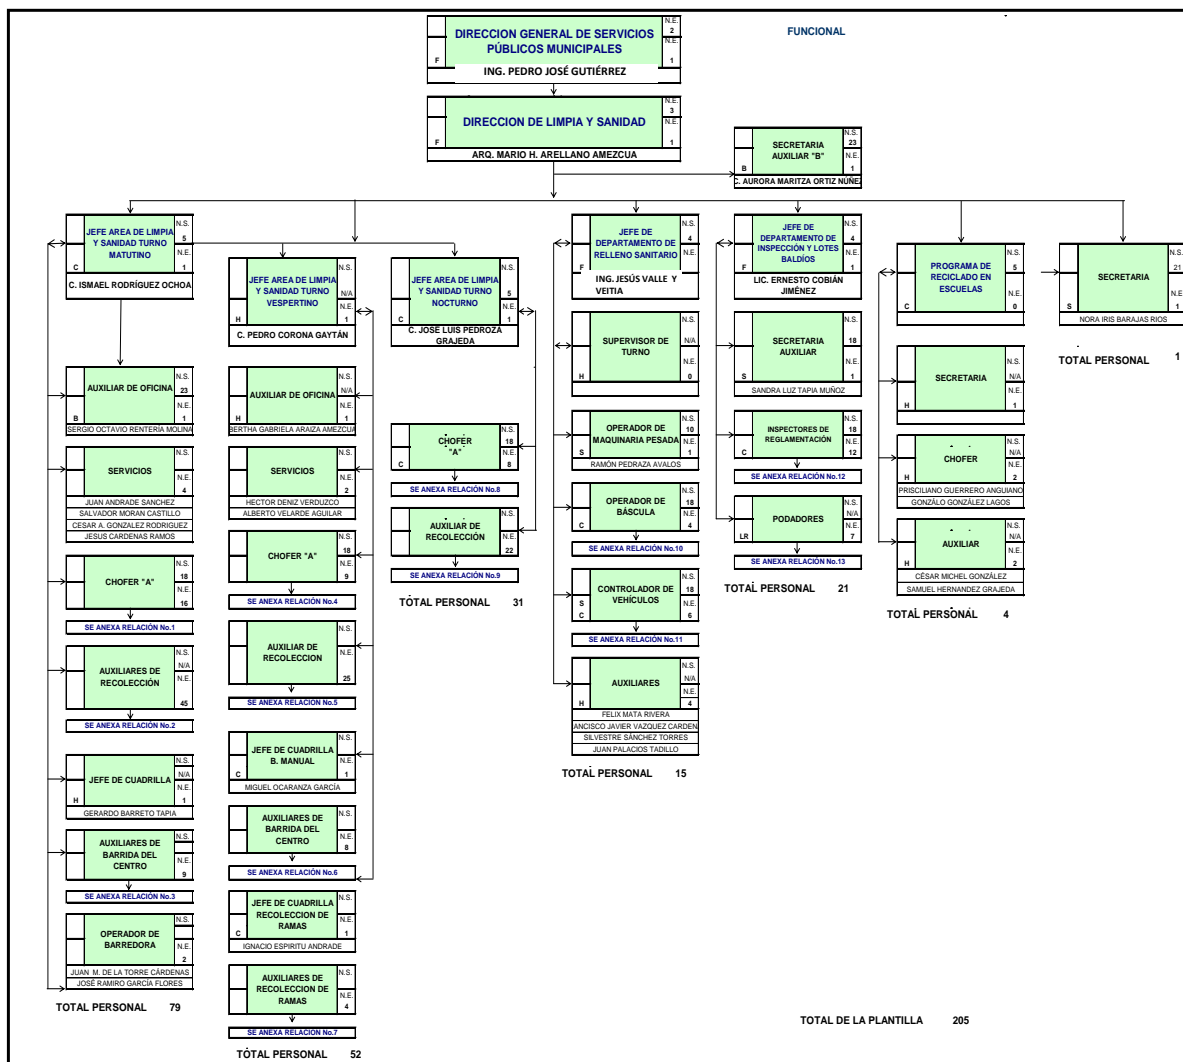 FUNCIONAL
DIRECCION GENERAL DE SERVICIOS
PÚBLICOS MUNICIPALES
N.E.
2
N.E.
F
1
ING. PEDRO JOSÉ GUTIÉRREZ
DIRECCION DE LIMPIA Y SANIDAD
N.E.
3
N.E.
F
1
ARQ. MARIO H. ARELLANO AMEZCUA
SECRETARIA
AUXILIAR "B"
N.S.
23
N.E.
B
1
C. AURORA MARITZA ORTIZ NÚÑEZ
JEFE AREA DE LIMPIA
Y SANIDAD TURNO
MATUTINO
N.S.
5
N.E.
C
1
C. ISMAEL RODRÍGUEZ OCHOA
AUXILIAR DE OFICINA
N.S.
23
N.E.
B
1
SERGIO OCTAVIO RENTERÍA MOLINA
SERVICIOS
N.S.
N.E.
4
JUAN ANDRADE SANCHEZ
SALVADOR MORAN CASTILLO
CESAR A. GONZALEZ RODRIGUEZ
JESUS CARDENAS RAMOS
CHOFER "A"
N.S.
18
N.E.
16
SE ANEXA RELACIÓN No.1
AUXILIARES DE
RECOLECCIÓN
N.S.
N/A
N.E.
45
SE ANEXA RELACIÓN No.2
JEFE DE CUADRILLA
N.S.
N/A
N.E.
H
1
GERARDO BARRETO TAPIA
AUXILIARES DE
BARRIDA DEL
CENTRO
N.S.
N.E.
9
SE ANEXA RELACIÓN No.3
OPERADOR DE
BARREDORA
N.S.
N.E.
2
JUAN M. DE LA TORRE CÁRDENAS
JOSÉ RAMIRO GARCÍA FLORES
TOTAL PERSONAL 79
JEFE AREA DE LIMPIA
Y SANIDAD TURNO
VESPERTINO
N.S.
N/A
N.E.
H
1
C. PEDRO CORONA GAYTÁN
AUXILIAR DE OFICINA
N.S.
N/A
N.E.
H
1
BERTHA GABRIELA ARAIZA AMEZCUA
SERVICIOS
N.S.
N.E.
2
HECTOR DENIZ VERDUZCO
ALBERTO VELARDE AGUILAR
CHOFER "A"
N.S.
18
N.E.
9
SE ANEXA RELACIÓN No.4
AUXILIAR DE
RECOLECCION
N.S.
N.E.
25
SE ANEXA RELACIÓN No.5
JEFE DE CUADRILLA
B. MANUAL
N.S.
N.E.
C
1
MIGUEL OCARANZA GARCÍA
AUXILIARES DE
BARRIDA DEL
CENTRO
N.S.
N.E.
8
SE ANEXA RELACIÓN No.6
JEFE DE CUADRILLA
RECOLECCION DE
RAMAS
N.S.
N.E.
C
1
IGNACIO ESPIRITU ANDRADE
AUXILIARES DE
RECOLECCION DE
RAMAS
N.S.
N.E.
4
SE ANEXA RELACIÓN No.7
TOTAL PERSONAL 52
JEFE AREA DE LIMPIA
Y SANIDAD TURNO
NOCTURNO
N.S.
5
N.E.
C
1
C. JOSE LUIS PEDROZA
GRAJEDA
CHOFER
"A"
N.S.
18
N.E.
C
8
SE ANEXA RELACIÓN No.8
AUXILIAR DE
RECOLECCIÓN
N.S.
N.E.
22
SE ANEXA RELACIÓN No.9
TOTAL PERSONAL 31
JEFE DE
DEPARTAMENTO DE
RELLENO SANITARIO
N.S.
4
N.E.
F
1
ING. JESÚS VALLE Y
VEITIA
SUPERVISOR DE
TURNO
N.S.
N/A
N.E.
H
0
OPERADOR DE
MAQUINARIA PESADA
N.S.
10
N.E.
S
1
RAMÓN PEDRAZA AVALOS
OPERADOR DE
BÁSCULA
N.S.
18
N.E.
C
4
SE ANEXA RELACIÓN No.10
CONTROLADOR DE
VEHÍCULOS
N.S.
18
N.E.
S
C
6
SE ANEXA RELACIÓN No.11
AUXILIARES
N.S.
N/A
N.E.
H
4
FELIX MATA RIVERA
ANCISCO JAVIER VAZQUEZ CARDEN
SILVESTRE SÁNCHEZ TORRES
JUAN PALACIOS TADILLO
TOTAL PERSONAL 15
JEFE DE
DEPARTAMENTO DE
INSPECCIÓN Y LOTES
BALDÍOS
N.S.
4
N.E.
F
1
LIC. ERNESTO COBIÁN
JIMÉNEZ
SECRETARIA
AUXILIAR
N.S.
18
N.E.
S
1
SANDRA LUZ TAPIA MUÑOZ
INSPECTORES DE
REGLAMENTACIÓN
N.S.
18
N.E.
C
12
SE ANEXA RELACIÓN No.12
PODADORES
N.S.
N/A
N.E.
LR
7
SE ANEXA RELACIÓN No.13
TOTAL PERSONAL 21
PROGRAMA DE
RECICLADO EN
ESCUELAS
N.S.
5
N.E.
C
0
SECRETARIA
N.S.
N/A
N.E.
H
1
CHOFER
N.S.
N/A
N.E.
H
2
PRISCILIANO GUERRERO ANGUIANO
GONZÁLO GONZÁLEZ LAGOS
AUXILIAR
N.S.
N/A
N.E.
H
2
CÉSAR MICHEL GONZÁLEZ
SAMUEL HERNANDEZ GRAJEDA
TOTAL PERSONAL 4
SECRETARIA
N.S.
21
N.E.
S
1
NORA IRIS BARAJAS RIOS
TOTAL PERSONAL 1
TOTAL DE LA PLANTILLA 205